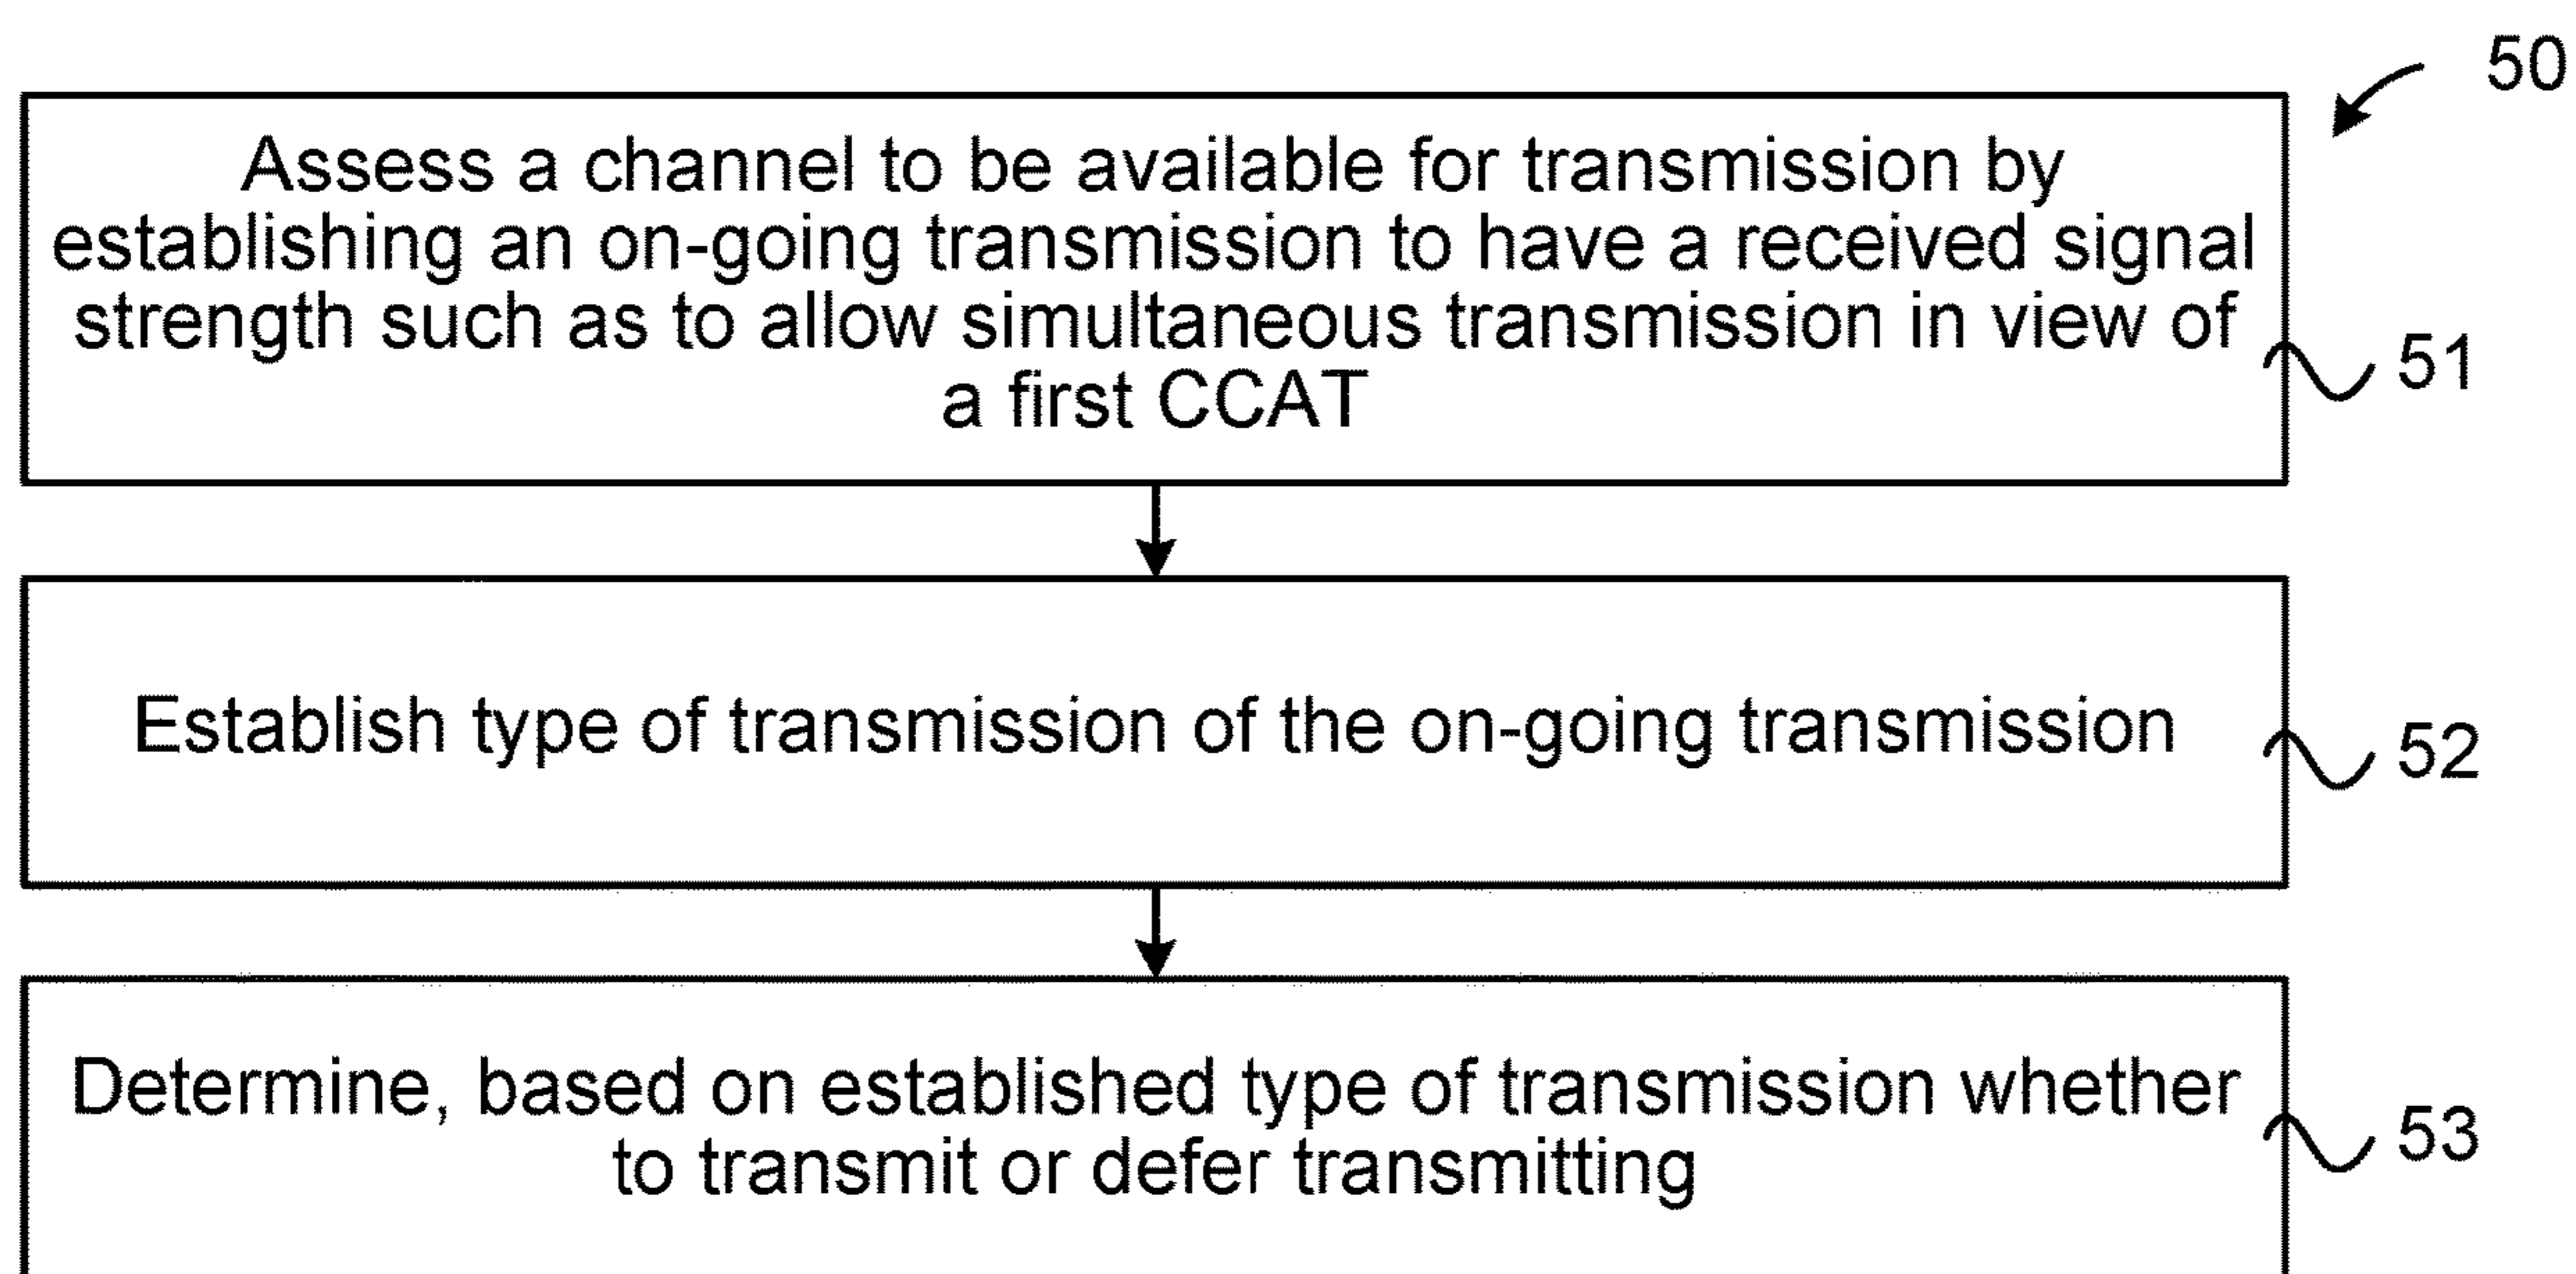 50
Assess a channel to be available for transmission by
establishing an on-going transmission to have a received signal
strength such as to allow simultaneous transmission in view of
a first CCAT
51
Establish type of transmission of the on-going transmission
52
Determine, based on established type of transmission whether
to transmit or defer transmitting
53